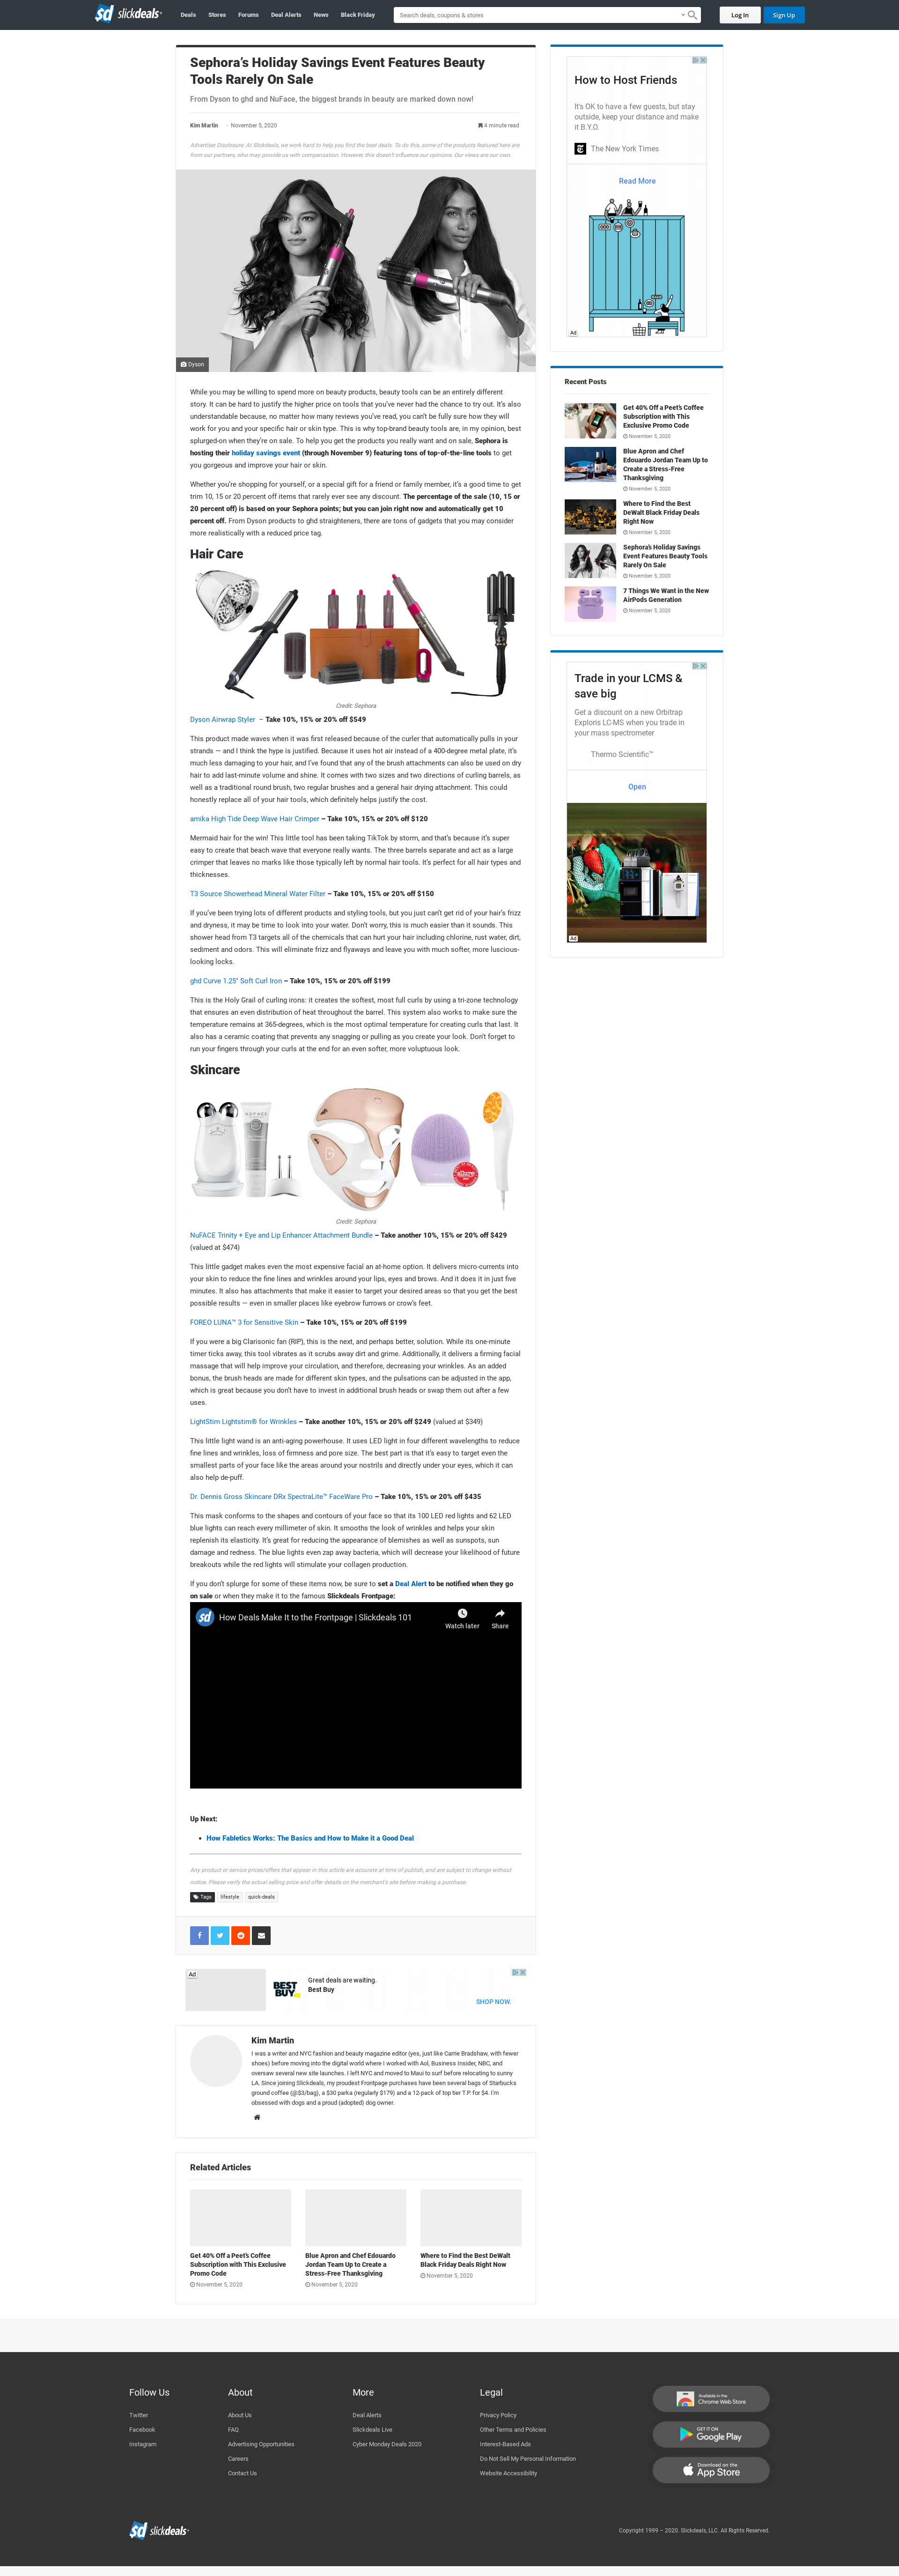 slickdeals
Deals Stores Forums Deal Alerts News Black Friday
Search deals, coupons & stores
Log In
Sign Up
Sephora's Holiday Savings Event Features Beauty
Tools Rarely On Sale
From Dyson to ghd and NuFace, the biggest brands in beauty are marked down now!
Kim Martin - November 5, 2020
4 minute read
Advertiser Disclosure: At Slickdeals, we work hard to help you find the best deals. To do this, some of the products featured here are
from our partners, who may provide us with compensation. However, this doesn't influence our opinions. Our views are our own.
Dyson
While you may be willing to spend more on beauty products, beauty tools can be an entirely different
story. It can be hard to justify the higher price on tools that you've never had the chance to try out. It's also
understandable because, no matter how many reviews you've read, you can't be fully sure how they will
work for you and your specific hair or skin type. This is why top-brand beauty tools are, in my opinion, best
splurged-on when they're on sale. To help you get the products you really want and on sale, Sephora is
hosting their holiday savings event (through November 9) featuring tons of top-of-the-line tools to get
you gorgeous and improve your hair or skin.
Whether you're shopping for yourself, or a special gift for a friend or family member, it's a good time to get
trim 10, 15 or 20 percent off items that rarely ever see any discount. The percentage of the sale (10, 15 or
20 percent off) is based on your Sephora points; but you can join right now and automatically get 10
percent off. From Dyson products to ghd straighteners, there are tons of gadgets that you may consider
more realistically with a reduced price tag.
Hair Care
Credit: Sephora
Dyson Airwrap Styler – Take 10%, 15% or 20% off $549
This product made waves when it was first released because of the curler that automatically pulls in your
strands — and I think the hype is justified. Because it uses hot air instead of a 400-degree metal plate, it's
much less damaging to your hair, and I've found that any of the brush attachments can also be used on dry
hair to add last-minute volume and shine. It comes with two sizes and two directions of curling barrels, as
well as a traditional round brush, two regular brushes and a general hair drying attachment. This could
honestly replace all of your hair tools, which definitely helps justify the cost.
amika High Tide Deep Wave Hair Crimper – Take 10%, 15% or 20% off $120
Mermaid hair for the win! This little tool has been taking TikTok by storm, and that's because it's super
easy to create that beach wave that everyone really wants. The three barrels separate and act as a large
crimper that leaves no marks like those typically left by normal hair tools. It's perfect for all hair types and
thicknesses.
T3 Source Showerhead Mineral Water Filter – Take 10%, 15% or 20% off $150
If you've been trying lots of different products and styling tools, but you just can't get rid of your hair's frizz
and dryness, it may be time to look into your water. Don't worry, this is much easier than it sounds. This
shower head from T3 targets all of the chemicals that can hurt your hair including chlorine, rust water, dirt,
sediment and odors. This will eliminate frizz and flyaways and leave you with much softer, more luscious-
looking locks.
ghd Curve 1.25" Soft Curl Iron – Take 10%, 15% or 20% off $199
This is the Holy Grail of curling irons: it creates the softest, most full curls by using a tri-zone technology
that ensures an even distribution of heat throughout the barrel. This system also works to make sure the
temperature remains at 365-degrees, which is the most optimal temperature for creating curls that last. It
also has a ceramic coating that prevents any snagging or pulling as you create your look. Don't forget to
run your fingers through your curls at the end for an even softer, more voluptuous look.
Skincare
Credit: Sephora
NuFACE Trinity + Eye and Lip Enhancer Attachment Bundle – Take another 10%, 15% or 20% off $429
(valued at $474)
This little gadget makes even the most expensive facial an at-home option. It delivers micro-currents into
your skin to reduce the fine lines and wrinkles around your lips, eyes and brows. And it does it in just five
minutes. It also has attachments that make it easier to target your desired areas so that you get the best
possible results — even in smaller places like eyebrow furrows or crow's feet.
FOREO LUNA™ 3 for Sensitive Skin – Take 10%, 15% or 20% off $199
If you were a big Clarisonic fan (RIP), this is the next, and perhaps better, solution. While its one-minute
timer ticks away, this tool vibrates as it scrubs away dirt and grime. Additionally, it delivers a firming facial
massage that will help improve your circulation, and therefore, decreasing your wrinkles. As an added
bonus, the brush heads are made for different skin types, and the pulsations can be adjusted in the app,
which is great because you don't have to invest in additional brush heads or swap them out after a few
uses.
LightStim Lightstim® for Wrinkles – Take another 10%, 15% or 20% off $249 (valued at $349)
This little light wand is an anti-aging powerhouse. It uses LED light in four different wavelengths to reduce
fine lines and wrinkles, loss of firmness and pore size. The best part is that it's easy to target even the
smallest parts of your face like the areas around your nostrils and directly under your eyes, which it can
also help de-puff.
Dr. Dennis Gross Skincare DRx SpectraLite™ FaceWare Pro – Take 10%, 15% or 20% off $435
This mask conforms to the shapes and contours of your face so that its 100 LED red lights and 62 LED
blue lights can reach every millimeter of skin. It smooths the look of wrinkles and helps your skin
replenish its elasticity. It's great for reducing the appearance of blemishes as well as sunspots, sun
damage and redness. The blue lights even zap away bacteria, which will decrease your likelihood of future
breakouts while the red lights will stimulate your collagen production.
If you don't splurge for some of these items now, be sure to set a Deal Alert to be notified when they go
on sale or when they make it to the famous Slickdeals Frontpage:
How Deals Make It to the Frontpage | Slickdeals 101
Watch later
Share
Up Next:
How Fabletics Works: The Basics and How to Make it a Good Deal
Any product or service prices/offers that appear in this article are accurate at time of publish, and are subject to change without
notice. Please verify the actual selling price and offer details on the merchant's site before making a purchase.
Tags lifestyle quick-deals
Ad
BEST BUY
Great deals are waiting.
Best Buy
SHOP NOW.
Kim Martin
I was a writer and NYC fashion and beauty magazine editor (yes, just like Carrie Bradshaw, with fewer
shoes) before moving into the digital world where I worked with Aol, Business Insider, NBC, and
oversaw several new site launches. I left NYC and moved to Maui to surf before relocating to sunny
LA. Since joining Slickdeals, my proudest Frontpage purchases have been several bags of Starbucks
ground coffee (@$3/bag), a $30 parka (regularly $179) and a 12-pack of top tier T.P. for $4. I'm
obsessed with dogs and a proud (adopted) dog owner.
Related Articles
Get 40% Off a Peet's Coffee
Subscription with This Exclusive
Promo Code
November 5, 2020
Blue Apron and Chef Edouardo
Jordan Team Up to Create a
Stress-Free Thanksgiving
November 5, 2020
Where to Find the Best DeWalt
Black Friday Deals Right Now
November 5, 2020
How to Host Friends
It's OK to have a few guests, but stay
outside, keep your distance and make
it B.Y.O.
The New York Times
Read More
Ad
Recent Posts
Get 40% Off a Peet's Coffee
Subscription with This
Exclusive Promo Code
November 5, 2020
Blue Apron and Chef
Edouardo Jordan Team Up to
Create a Stress-Free
Thanksgiving
November 5, 2020
Where to Find the Best
DeWalt Black Friday Deals
Right Now
November 5, 2020
Sephora's Holiday Savings
Event Features Beauty Tools
Rarely On Sale
November 5, 2020
7 Things We Want in the New
AirPods Generation
November 5, 2020
Trade in your LCMS &
save big
Get a discount on a new Orbitrap
Exploris LC-MS when you trade in
your mass spectrometer
Thermo Scientific™
Open
Ad
Follow Us
Twitter
Facebook
Instagram
About
About Us
FAQ
Advertising Opportunities
Careers
Contact Us
More
Deal Alerts
Slickdeals Live
Cyber Monday Deals 2020
Legal
Privacy Policy
Other Terms and Policies
Interest-Based Ads
Do Not Sell My Personal Information
Website Accessibility
Available in the
Chrome Web Store
GET IT ON
Google Play
Download on the
App Store
slickdeals
Copyright 1999 – 2020. Slickdeals, LLC. All Rights Reserved.